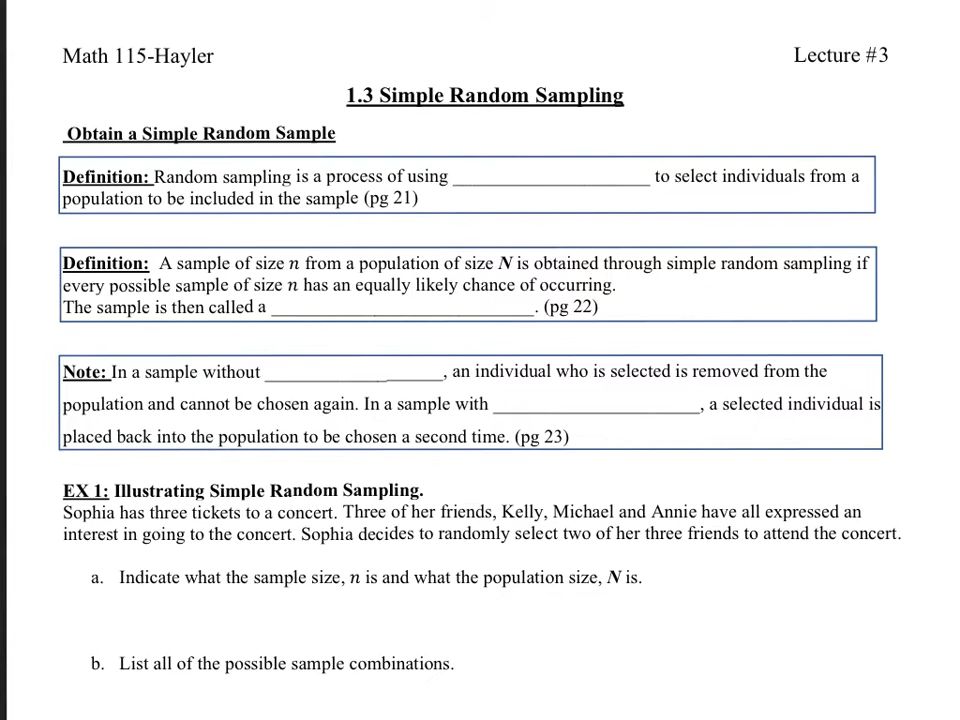 Math 115-Hayler
Lecture #3
1.3 Simple Random Sampling
Obtain a Simple Random Sample
Definition: Random sampling is a process of using ____________________ to select individuals from a
population to be included in the sample (pg 21)
Definition: A sample of size n from a population of size N is obtained through simple random sampling if
every possible sample of size n has an equally likely chance of occurring.
The sample is then called a ___________________________. (pg 22)
Note: In a sample without __________________, an individual who is selected is removed from the
population and cannot be chosen again. In a sample with _____________________, a selected individual is
placed back into the population to be chosen a second time. (pg 23)
EX 1: Illustrating Simple Random Sampling.
Sophia has three tickets to a concert. Three of her friends, Kelly, Michael and Annie have all expressed an
interest in going to the concert. Sophia decides to randomly select two of her three friends to attend the concert.
a. Indicate what the sample size, n is and what the population size, N is.
b. List all of the possible sample combinations.